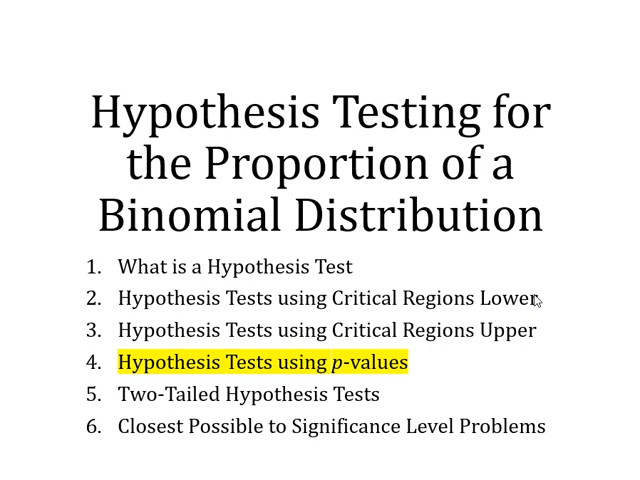 Hypothesis Testing for
the Proportion of a
Binomial Distribution
1. What is a Hypothesis Test
2. Hypothesis Tests using Critical Regions Lower
3. Hypothesis Tests using Critical Regions Upper
4. Hypothesis Tests using p-values
5. Two-Tailed Hypothesis Tests
6. Closest Possible to Significance Level Problems